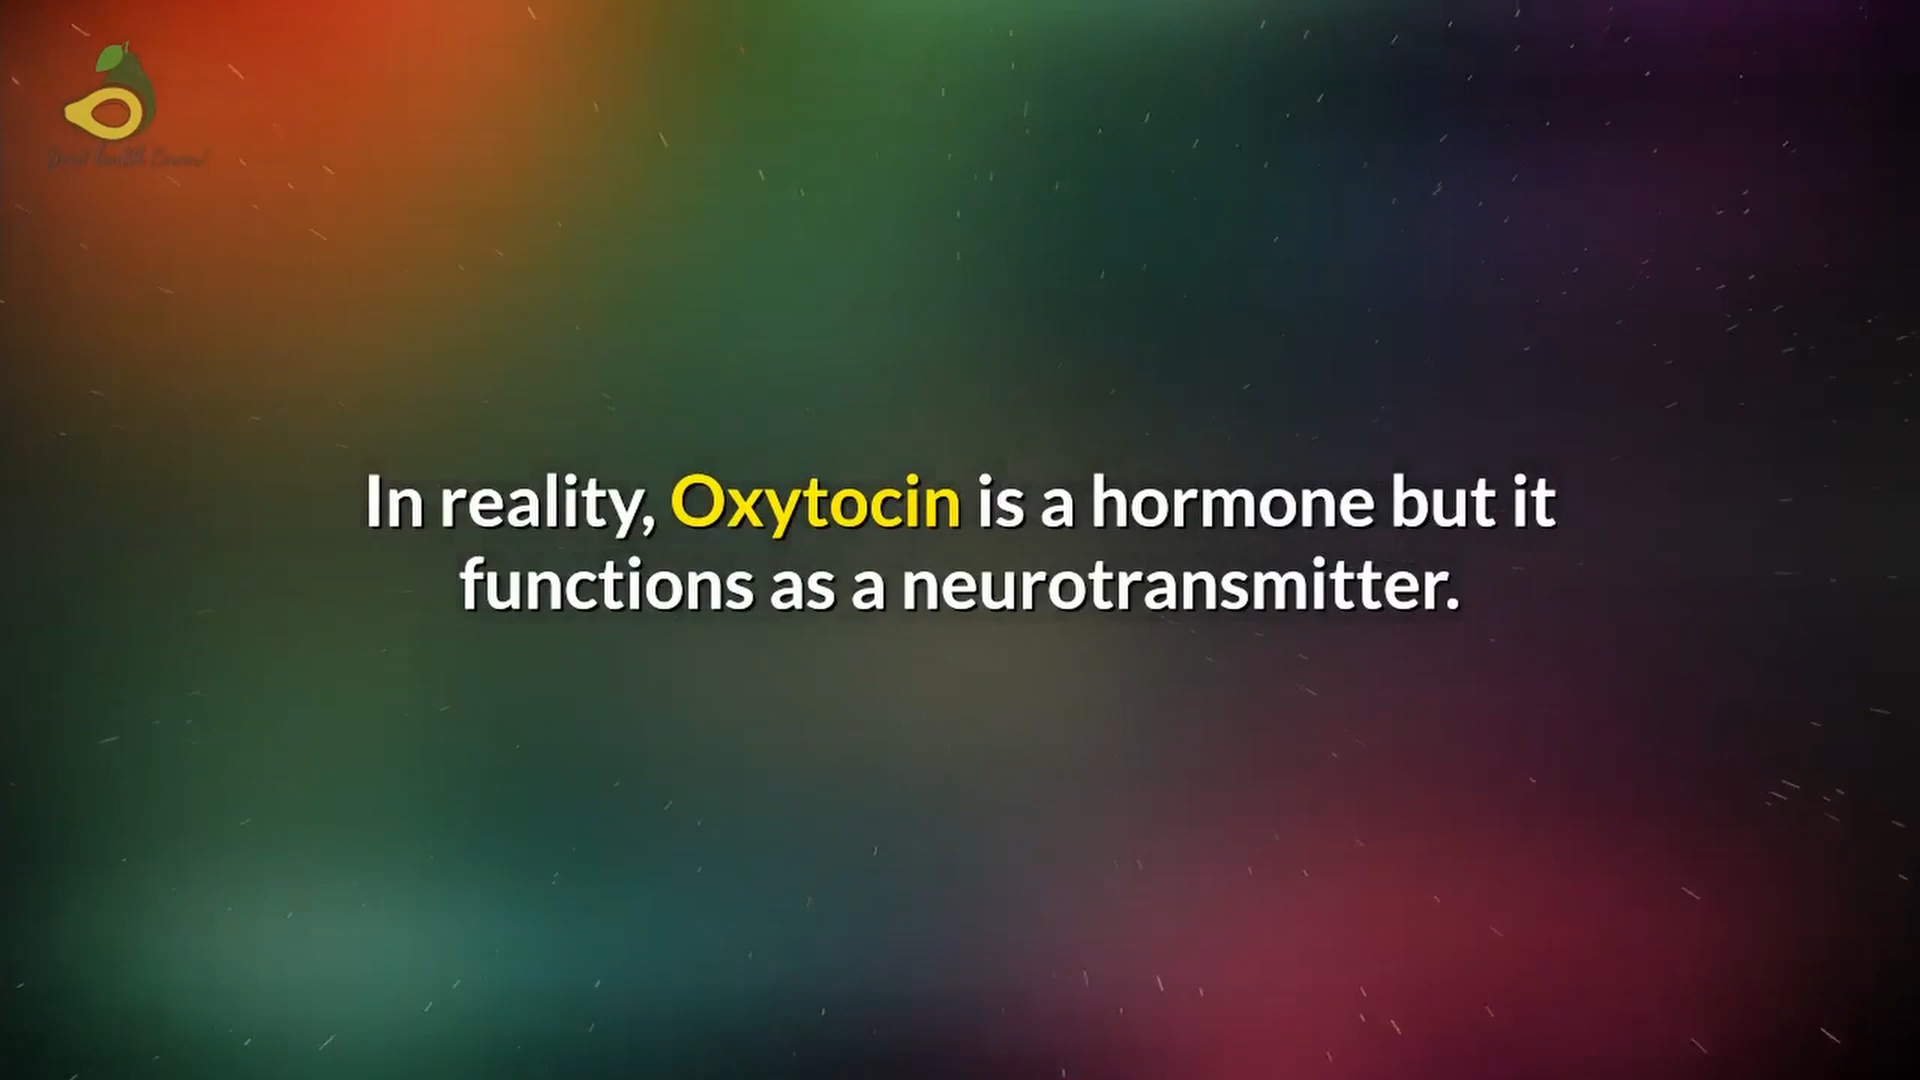 In reality, Oxytocin is a hormone but it
functions as a neurotransmitter.